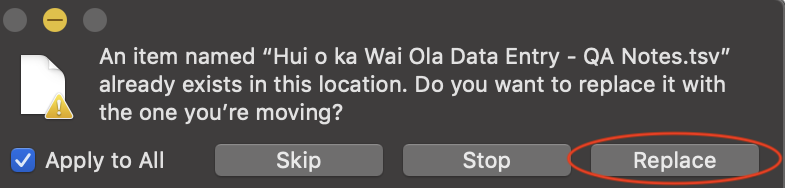 An item named “Hui o ka Wai Ola Data Entry - QA Notes.tsv”
already exists in this location. Do you want to replace it with
the one you’re moving?
Apply to All
Skip
Stop
Replace